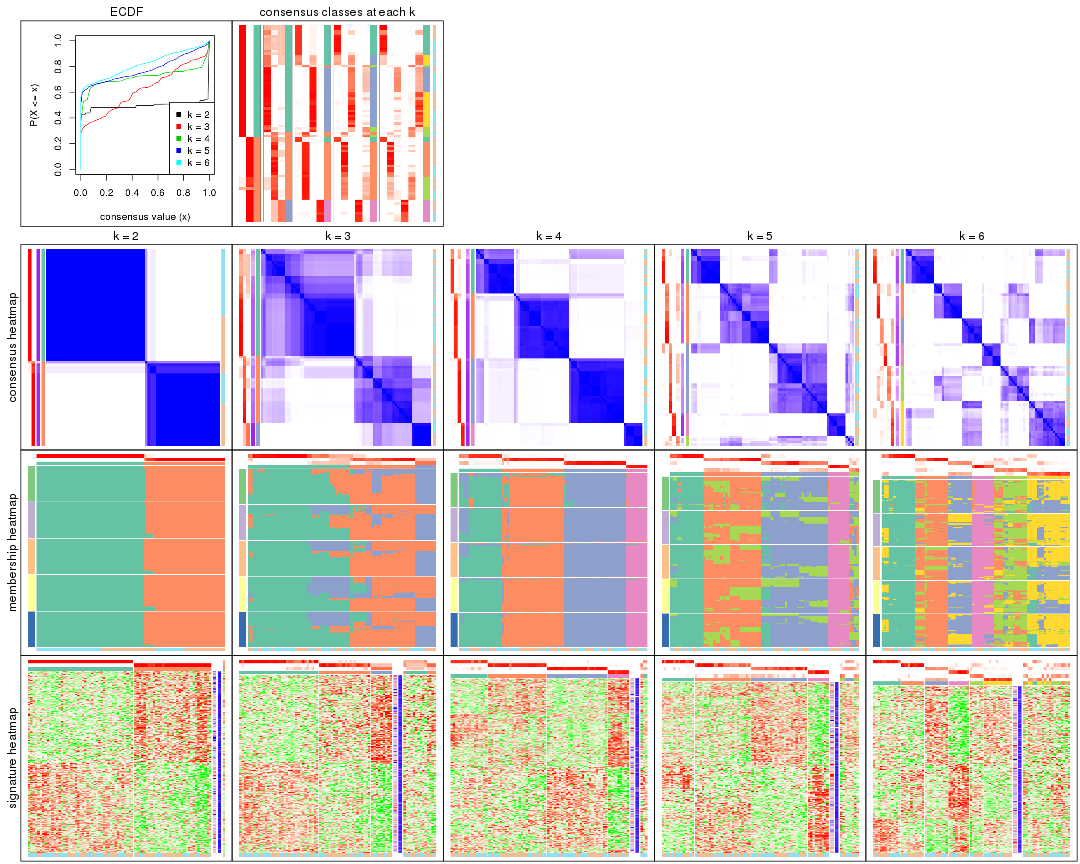 ECDF
consensus classes at each k
P(X <= x)
0.0 0.2 0.4 0.6 0.8 1.0
k = 2
k = 3
k = 4
k = 5
k = 6
0.0 0.2 0.4 0.6 0.8 1.0
consensus value (x)
k = 2
k = 3
k = 4
k = 5
k = 6
consensus heatmap
membership heatmap
signature heatmap